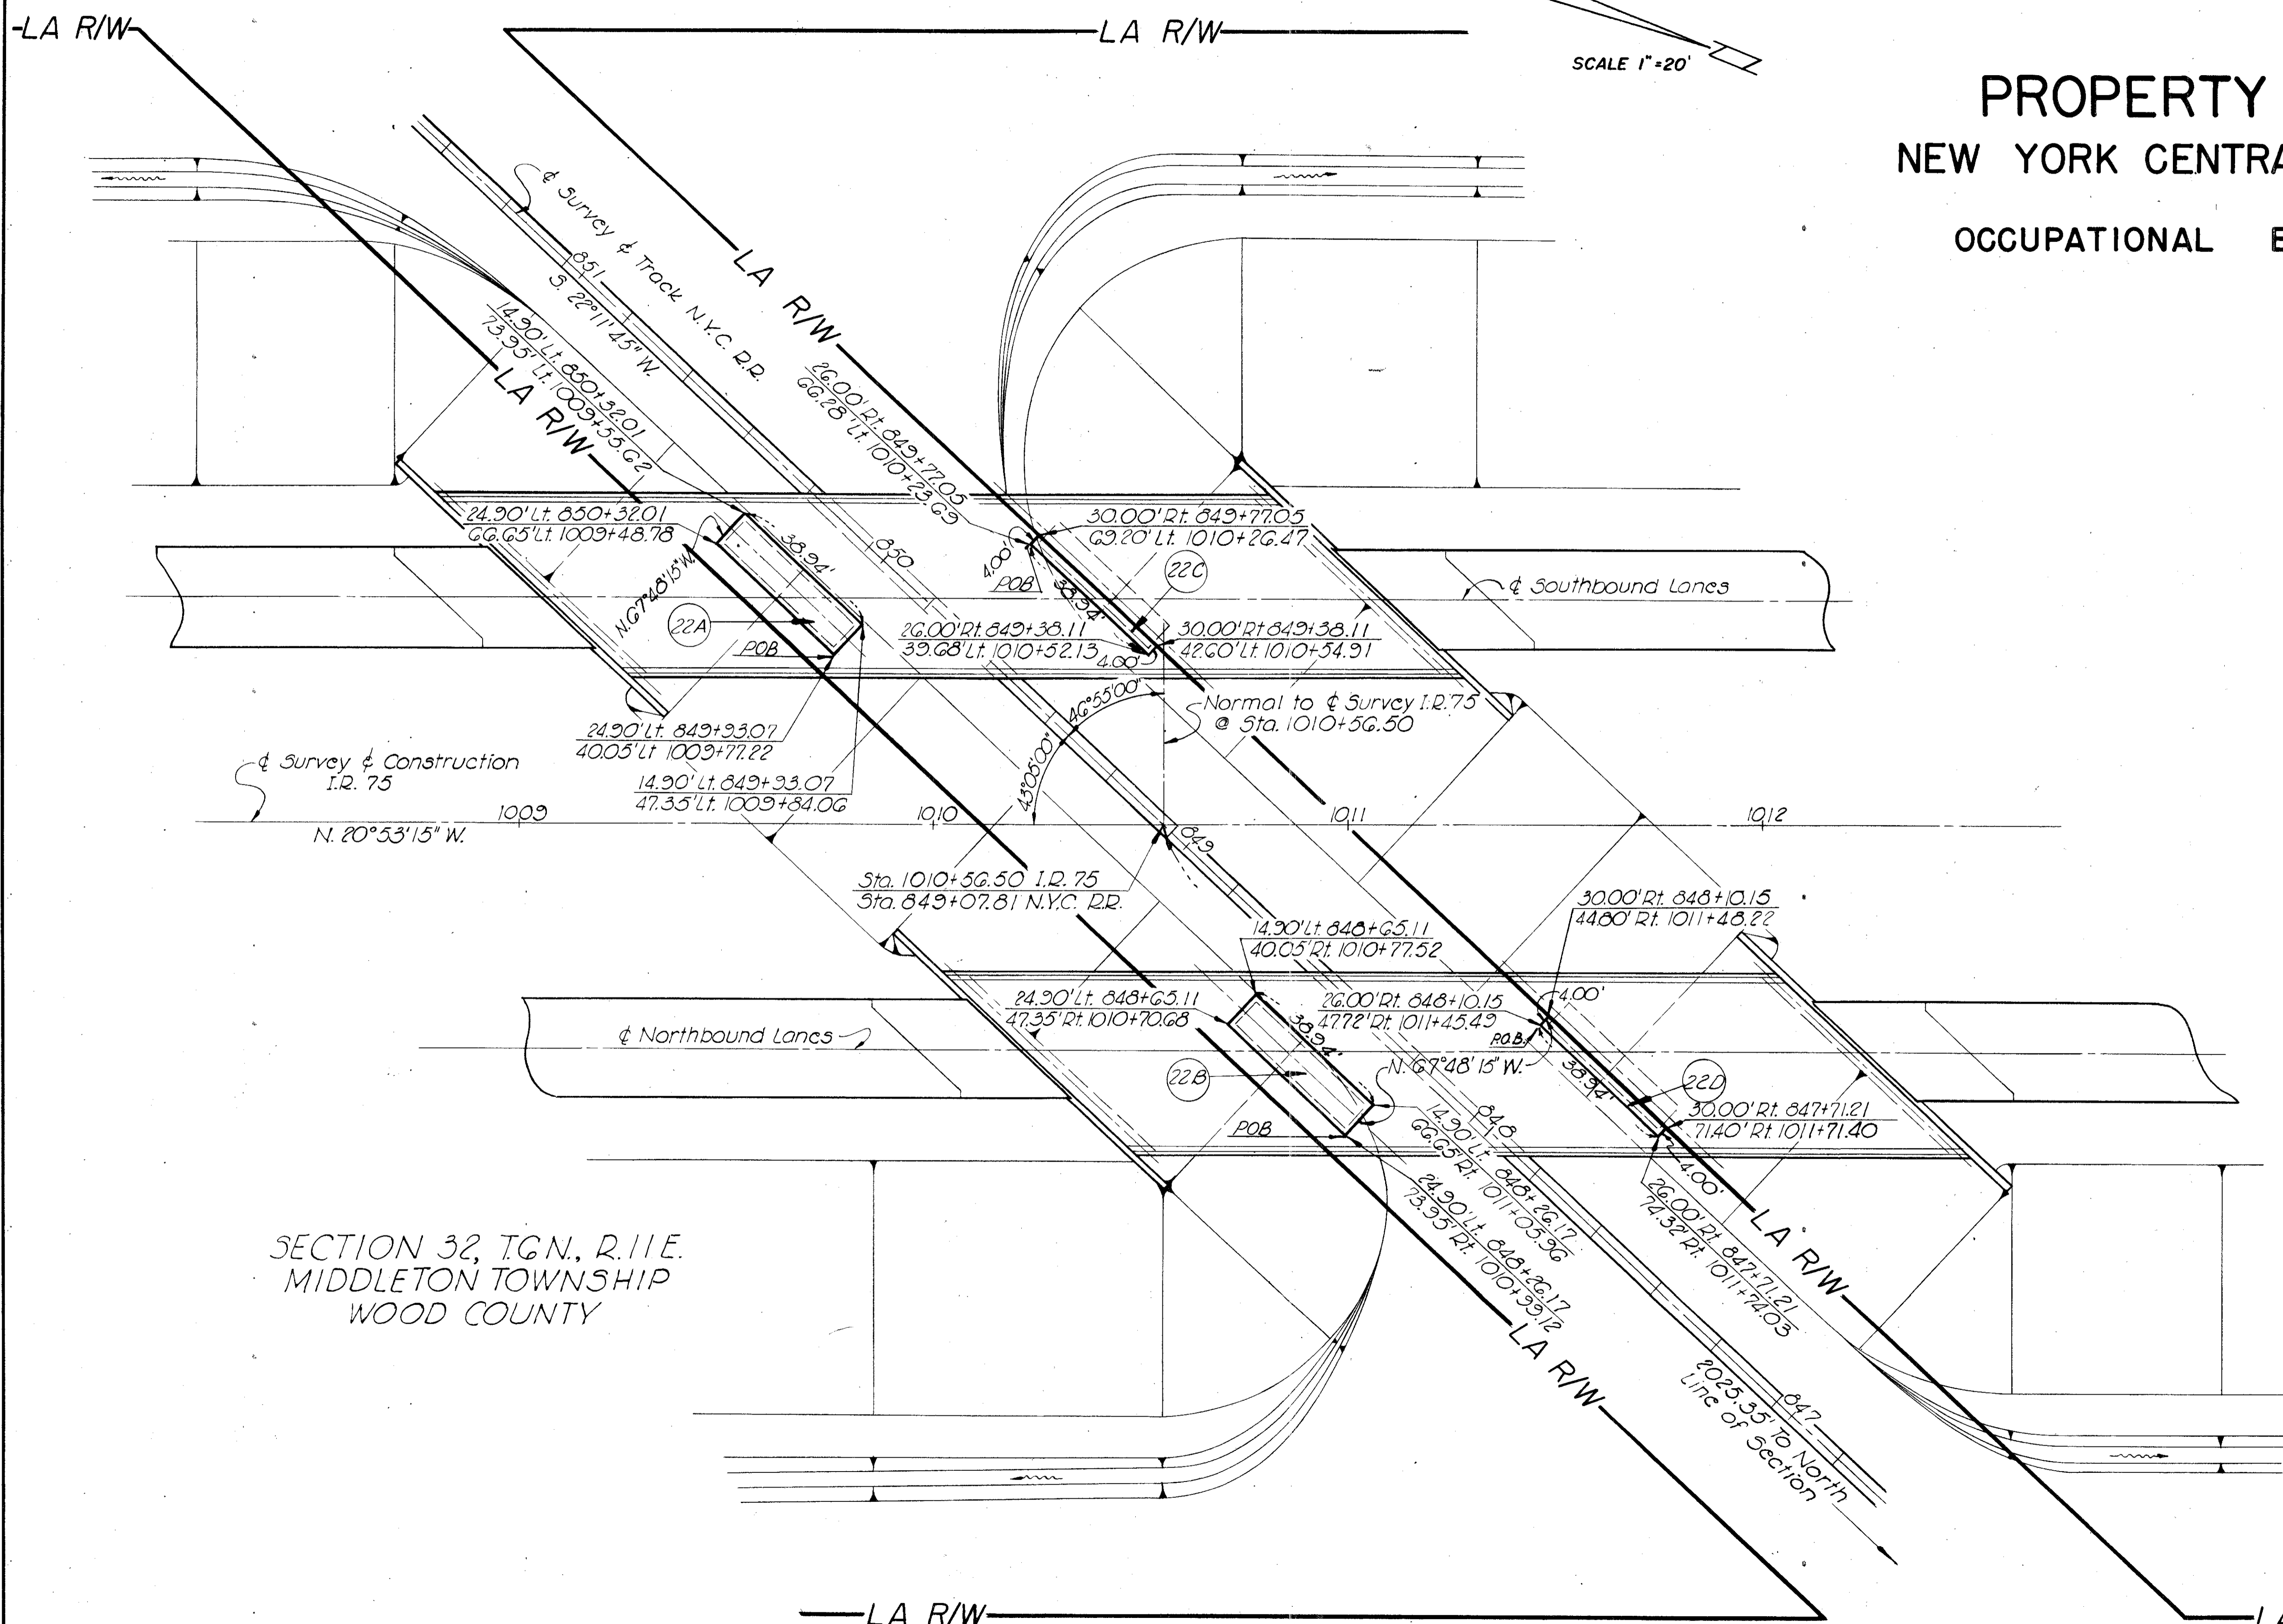 LA R/W
LA R/W
SCALE 1"=20'
PROPERTY
NEW YORK CENTRA
OCCUPATIONAL E
℄ Survey ℄ Track N.Y.C. R.R.
851
S. 22°11'45" W.
LA R/W
14.90' Lt. 850+32.01
73.95' Lt. 1009+55.62
LA R/W
26.00' Rt. 849+77.05
66.28' Lt. 1010+23.69
24.90' Lt. 850+32.01
66.65' Lt. 1009+48.78
38.94'
850
30.00' Rt. 849+77.05
69.20' Lt. 1010+26.47
4.00'
POB
22C
N. 67°48'15" W.
38.94'
℄ Southbound Lanes
22A
POB
26.00' Rt. 849+38.11
39.68' Lt. 1010+52.13
4.00'
30.00' Rt 849+38.11
42.60' Lt. 1010+54.91
46°55'00"
Normal to ℄ Survey I.R. 75
@ Sta. 1010+56.50
24.90' Lt. 849+93.07
40.05' Lt 1009+77.22
℄ Survey & Construction
I.R. 75
14.90' Lt. 849+93.07
47.35' Lt. 1009+84.06
43°05'00"
1009
1010
1011
1012
N. 20°53'15" W.
849
Sta. 1010+56.50 I.R. 75
Sta. 849+07.81 N.Y.C. R.R.
30.00' Rt. 848+10.15
44.80' Rt. 1011+48.22
14.90' Lt. 848+65.11
40.05' Rt. 1010+77.52
24.90' Lt. 848+65.11
47.35' Rt. 1010+70.68
26.00' Rt. 848+10.15
47.72' Rt. 1011+45.49
4.00'
38.94'
℄ Northbound Lanes
P.O.B.
N. 67°48'15" W.
22B
38.94'
22D
30.00' Rt. 847+71.21
71.40' Rt. 1011+71.40
POB
848
14.90' Lt. 848+26.17
66.65' Rt. 1011+05.96
4.00'
24.90' Lt. 848+26.17
73.95' Rt. 1010+99.12
26.00' Rt. 847+71.21
74.32' Rt. 1011+74.03
LA R/W
SECTION 32, T.6N., R.11E.
MIDDLETON TOWNSHIP
WOOD COUNTY
LA R/W
847
2025.35' To North
Line of Section
LA R/W
LA